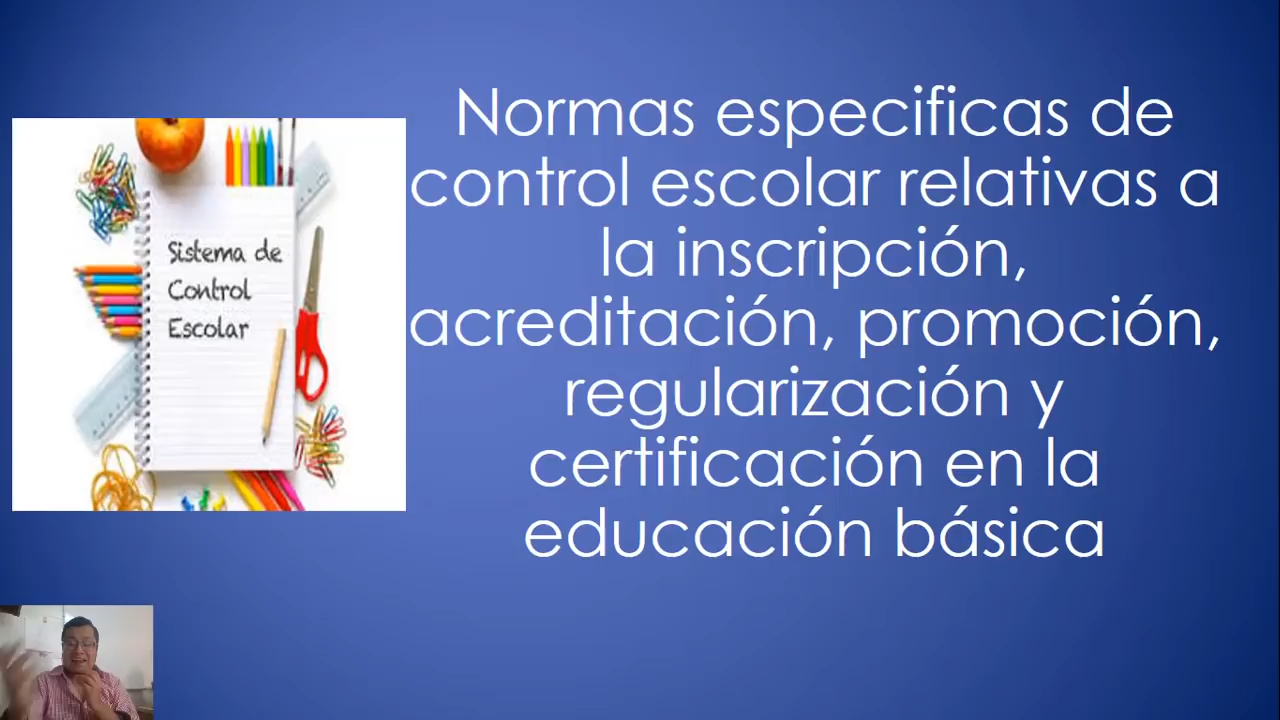 Normas especificas de
control escolar relativas a
la inscripción,
acreditación, promoción,
regularización y
certificación en la
educación básica
Sistema de
Control
Escolar